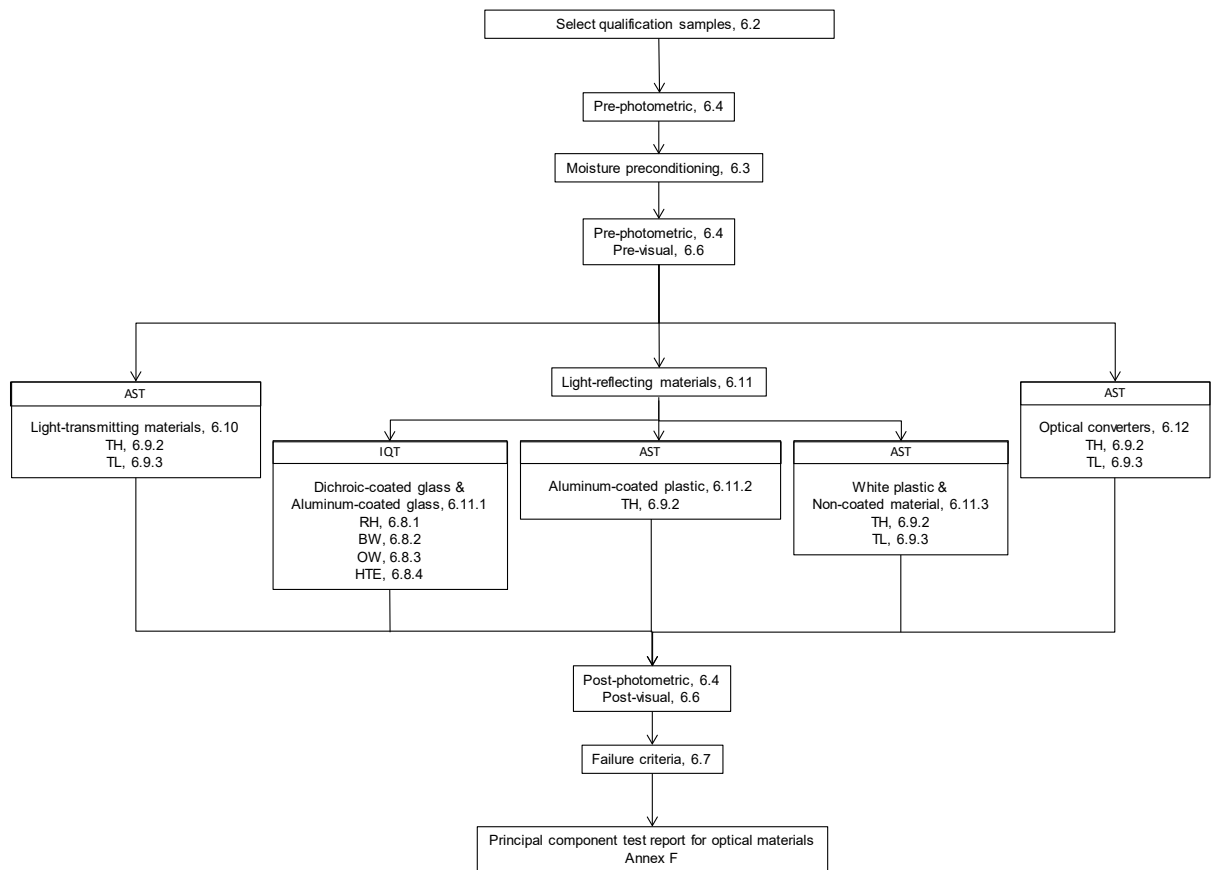 Select qualification samples, 6.2
Pre-photometric, 6.4
Moisture preconditioning, 6.3
Pre-photometric, 6.4
Pre-visual, 6.6
AST
Light-transmitting materials, 6.10
TH, 6.9.2
TL, 6.9.3
Light-reflecting materials, 6.11
IQT
Dichroic-coated glass &
Aluminum-coated glass, 6.11.1
RH, 6.8.1
BW, 6.8.2
OW, 6.8.3
HTE, 6.8.4
AST
Aluminum-coated plastic, 6.11.2
TH, 6.9.2
AST
White plastic &
Non-coated material, 6.11.3
TH, 6.9.2
TL, 6.9.3
AST
Optical converters, 6.12
TH, 6.9.2
TL, 6.9.3
Post-photometric, 6.4
Post-visual, 6.6
Failure criteria, 6.7
Principal component test report for optical materials
Annex F